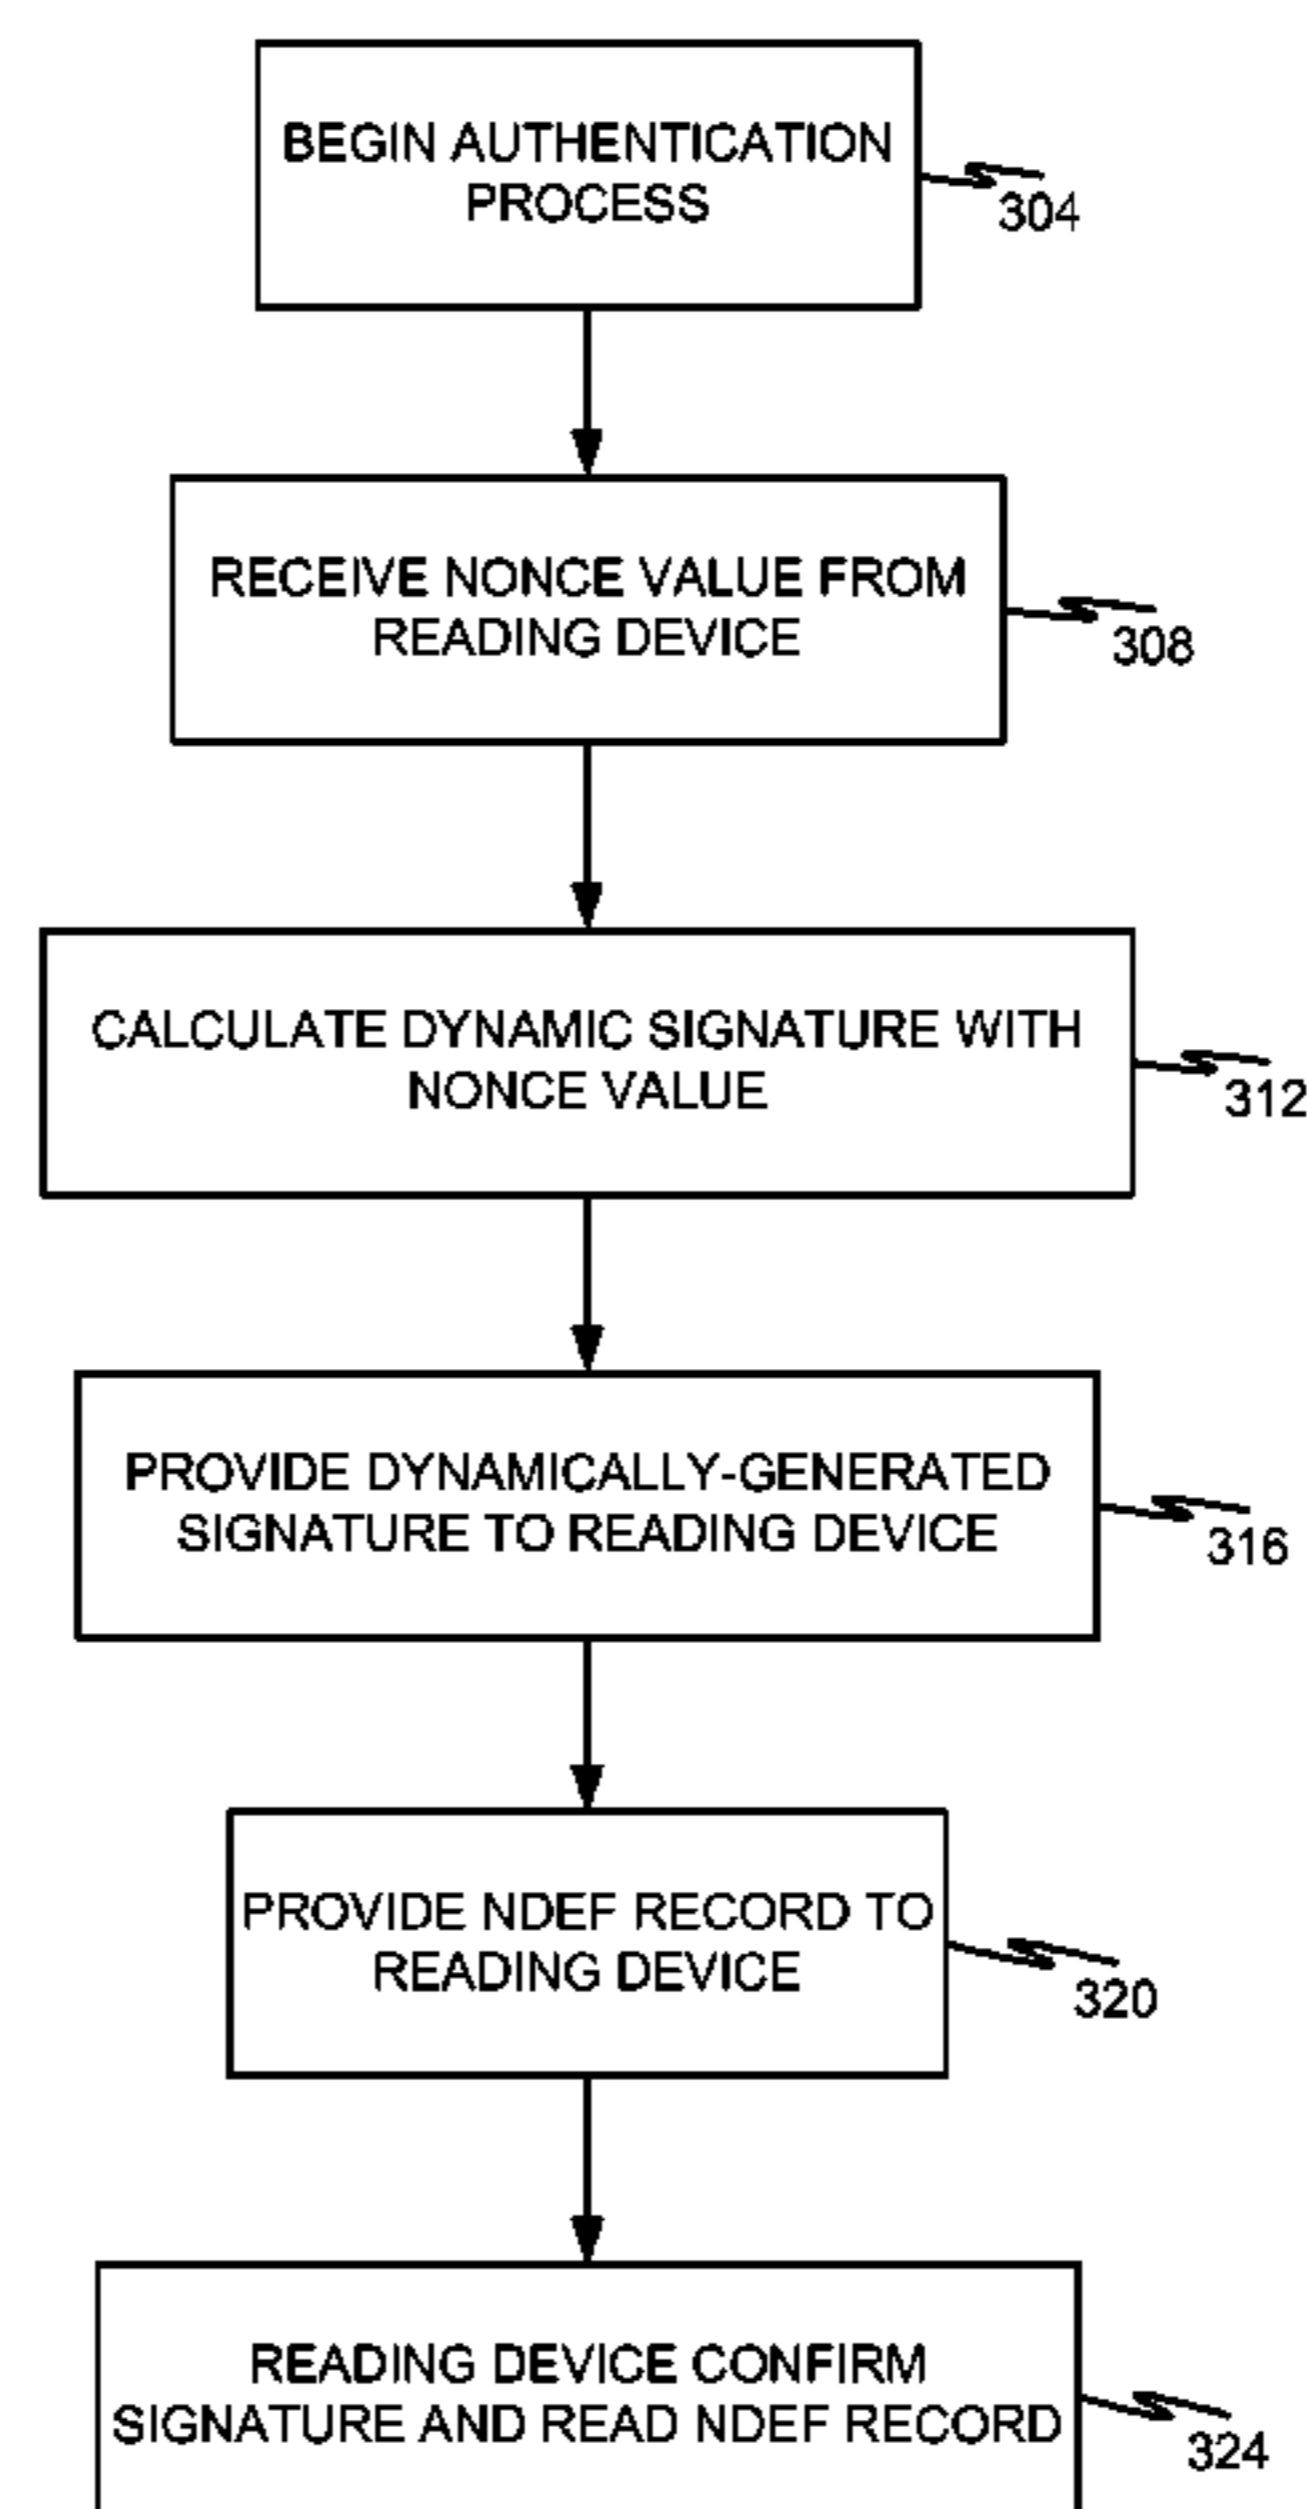 BEGIN AUTHENTICATION
PROCESS
304
RECEIVE NONCE VALUE FROM
READING DEVICE
308
CALCULATE DYNAMIC SIGNATURE WITH
NONCE VALUE
312
PROVIDE DYNAMICALLY-GENERATED
SIGNATURE TO READING DEVICE
316
PROVIDE NDEF RECORD TO
READING DEVICE
320
READING DEVICE CONFIRM
SIGNATURE AND READ NDEF RECORD
324